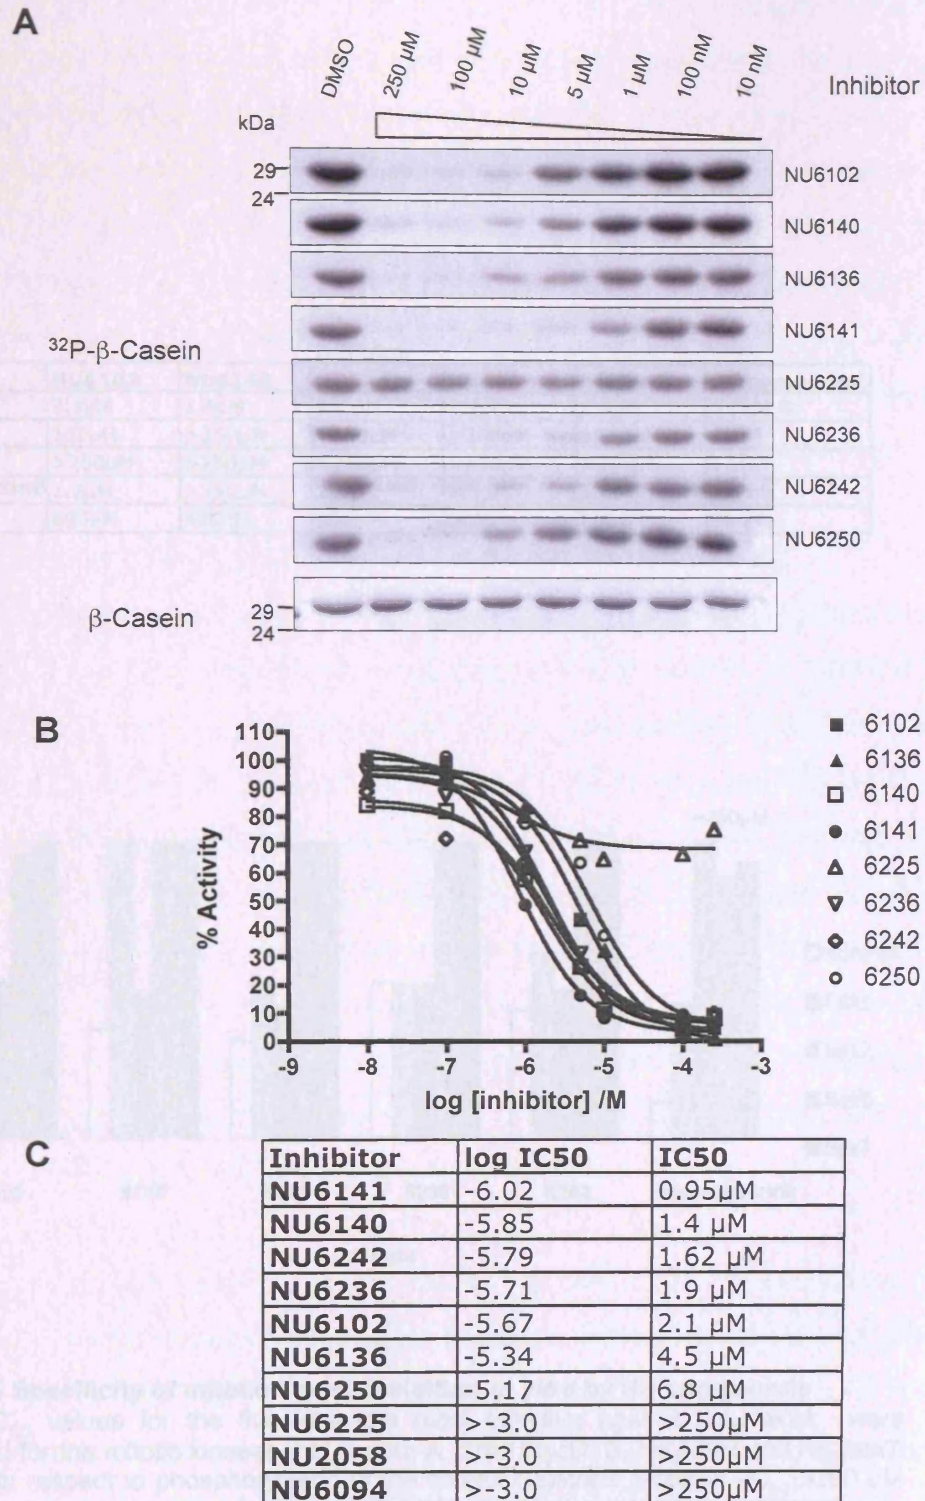 A
DMSO 250 µM 100 µM 10 µM 5 µM 1 µM 100 nM 10 nM
Inhibitor
kDa
29
24
NU6102
NU6140
NU6136
NU6141
32P-β-Casein
NU6225
NU6236
NU6242
NU6250
β-Casein
29
24
B
110
100
90
80
70
60
50
40
30
20
10
0
% Activity
-9 -8 -7 -6 -5 -4 -3
log [inhibitor] /M
6102
6136
6140
6141
6225
6236
6242
6250
C
Inhibitor log IC50 IC50
NU6141 -6.02 0.95µM
NU6140 -5.85 1.4 µM
NU6242 -5.79 1.62 µM
NU6236 -5.71 1.9 µM
NU6102 -5.67 2.1 µM
NU6136 -5.34 4.5 µM
NU6250 -5.17 6.8 µM
NU6225 >-3.0 >250µM
NU2058 >-3.0 >250µM
NU6094 >-3.0 >250µM